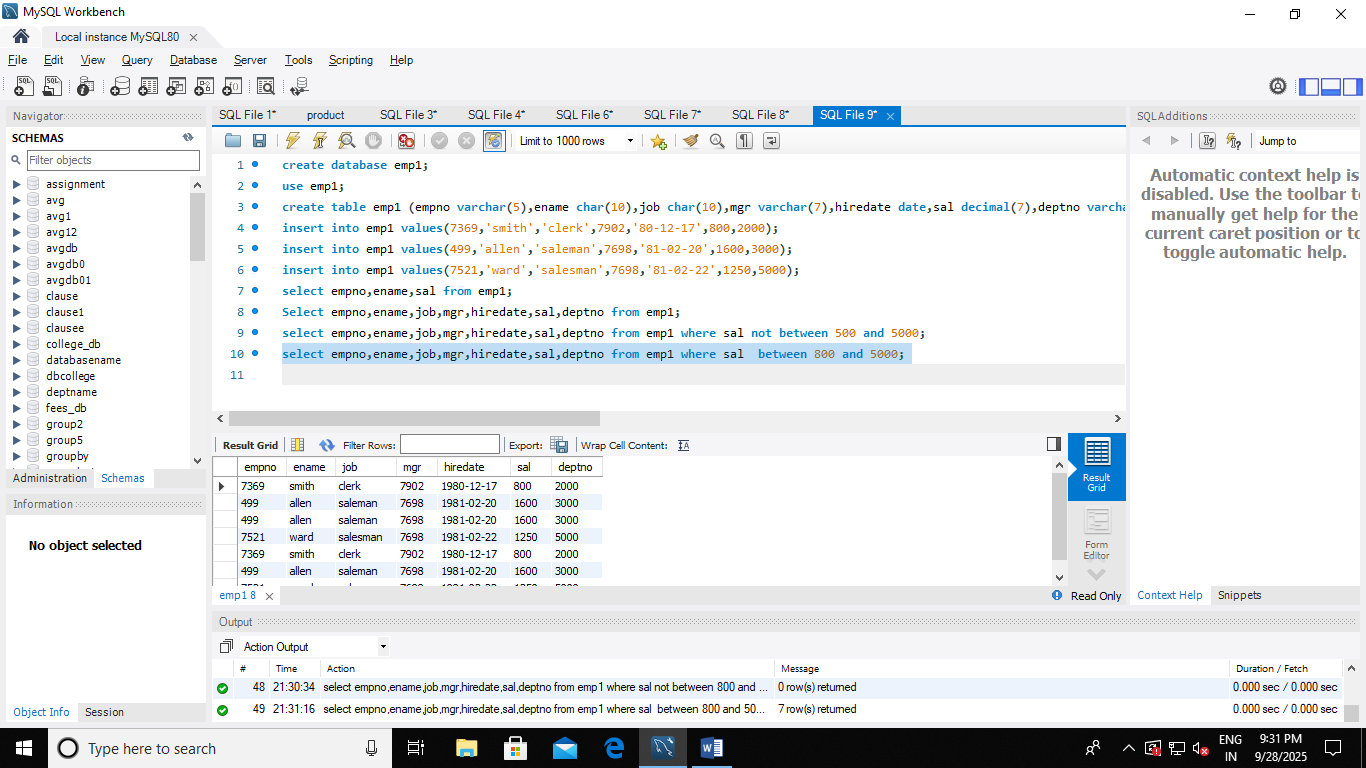 MySQL Workbench
Local instance MySQL80
File Edit View Query Database Server Tools Scripting Help
Navigator
SCHEMAS
Filter objects
assignment
avg
avg1
avg12
avgdb
avgdb0
avgdb01
clause
clause1
clausee
college_db
databasename
dbcollege
deptname
fees_db
group2
group5
groupby
Administration Schemas
Information
No object selected
Object Info Session
SQL File 1* product SQL File 3* SQL File 4* SQL File 6* SQL File 7* SQL File 8* SQL File 9*
Limit to 1000 rows
1 create database emp1;
2 use emp1;
3 create table emp1 (empno varchar(5),ename char(10),job char(10),mgr varchar(7),hiredate date,sal decimal(7),deptno varcha
4 insert into emp1 values(7369,'smith','clerk',7902,'80-12-17',800,2000);
5 insert into emp1 values(499,'allen','saleman',7698,'81-02-20',1600,3000);
6 insert into emp1 values(7521,'ward','salesman',7698,'81-02-22',1250,5000);
7 select empno,ename,sal from emp1;
8 Select empno,ename,job,mgr,hiredate,sal,deptno from emp1;
9 select empno,ename,job,mgr,hiredate,sal,deptno from emp1 where sal not between 500 and 5000;
10 select empno,ename,job,mgr,hiredate,sal,deptno from emp1 where sal  between 800 and 5000;
11
Result Grid Filter Rows: Export: Wrap Cell Content:
empno ename job mgr hiredate sal deptno
7369 smith clerk 7902 1980-12-17 800 2000
499 allen saleman 7698 1981-02-20 1600 3000
499 allen saleman 7698 1981-02-20 1600 3000
7521 ward salesman 7698 1981-02-22 1250 5000
7369 smith clerk 7902 1980-12-17 800 2000
499 allen saleman 7698 1981-02-20 1600 3000
Result
Grid
Form
Editor
emp1 8
Read Only
SQLAdditions
Jump to
Automatic context help is
disabled. Use the toolbar to
manually get help for the
current caret position or to
toggle automatic help.
Context Help Snippets
Output
Action Output
# Time Action Message Duration / Fetch
48 21:30:34 select empno,ename,job,mgr,hiredate,sal,deptno from emp1 where sal not between 800 and ... 0 row(s) returned 0.000 sec / 0.000 sec
49 21:31:16 select empno,ename,job,mgr,hiredate,sal,deptno from emp1 where sal  between 800 and 50... 7 row(s) returned 0.000 sec / 0.000 sec
Type here to search
ENG
IN
9:31 PM
9/28/2025